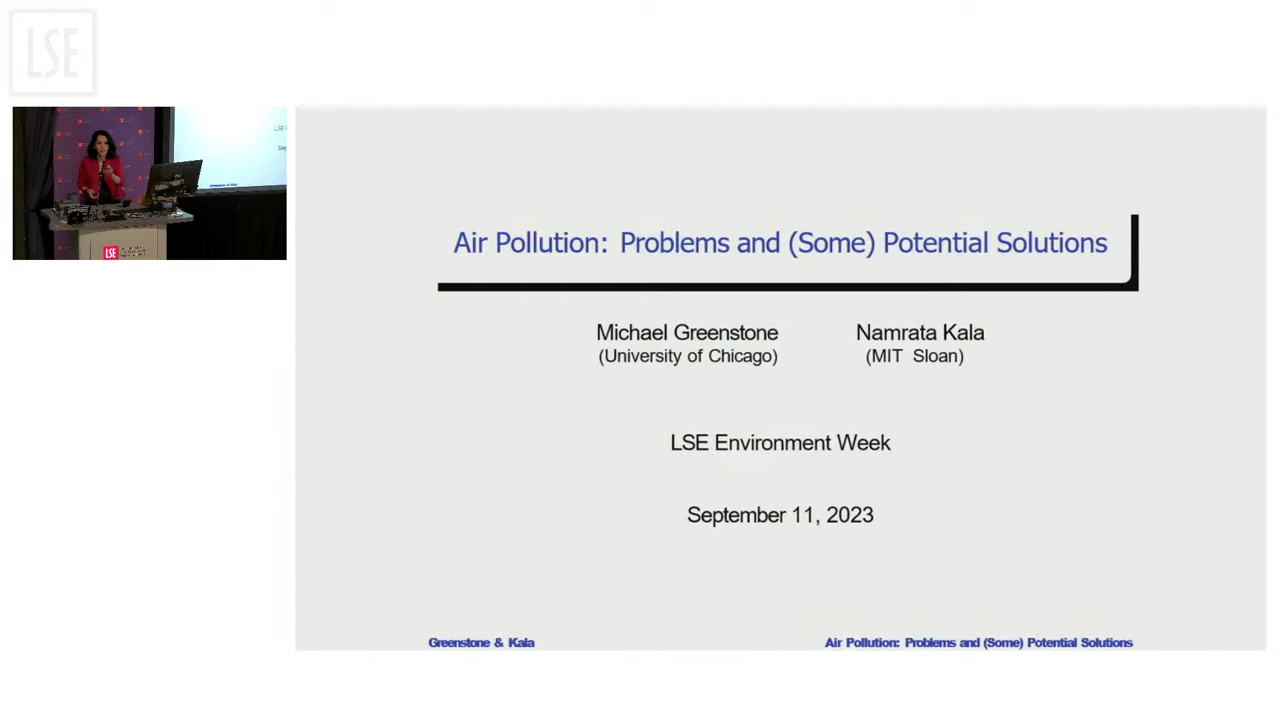 LSE
LSE
Air Pollution: Problems and (Some) Potential Solutions
Michael Greenstone
Namrata Kala
(University of Chicago)
(MIT Sloan)
LSE Environment Week
September 11, 2023
Greenstone & Kala
Air Pollution: Problems and (Some) Potential Solutions